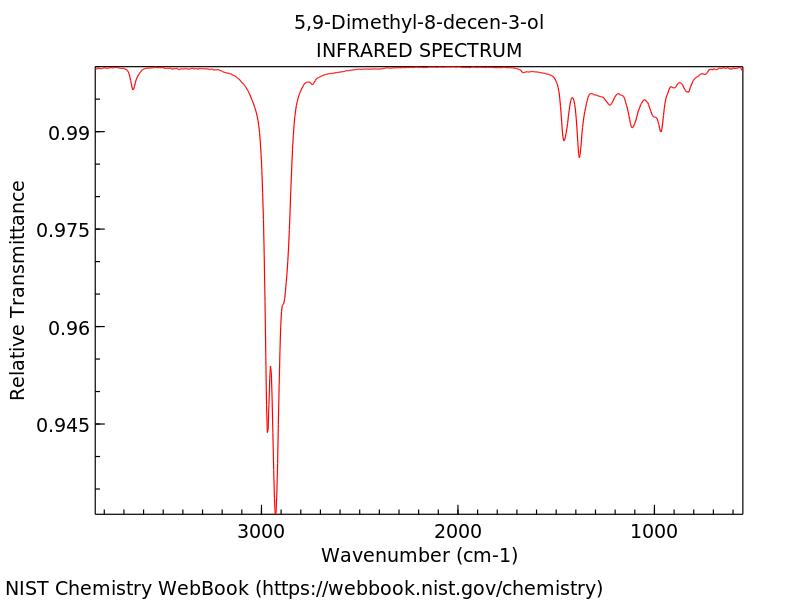 5,9-Dimethyl-8-decen-3-ol
INFRARED SPECTRUM
0.99
0.975
0.96
0.945
Relative Transmittance
3000 2000 1000
Wavenumber (cm-1)
NIST Chemistry WebBook (https://webbook.nist.gov/chemistry)